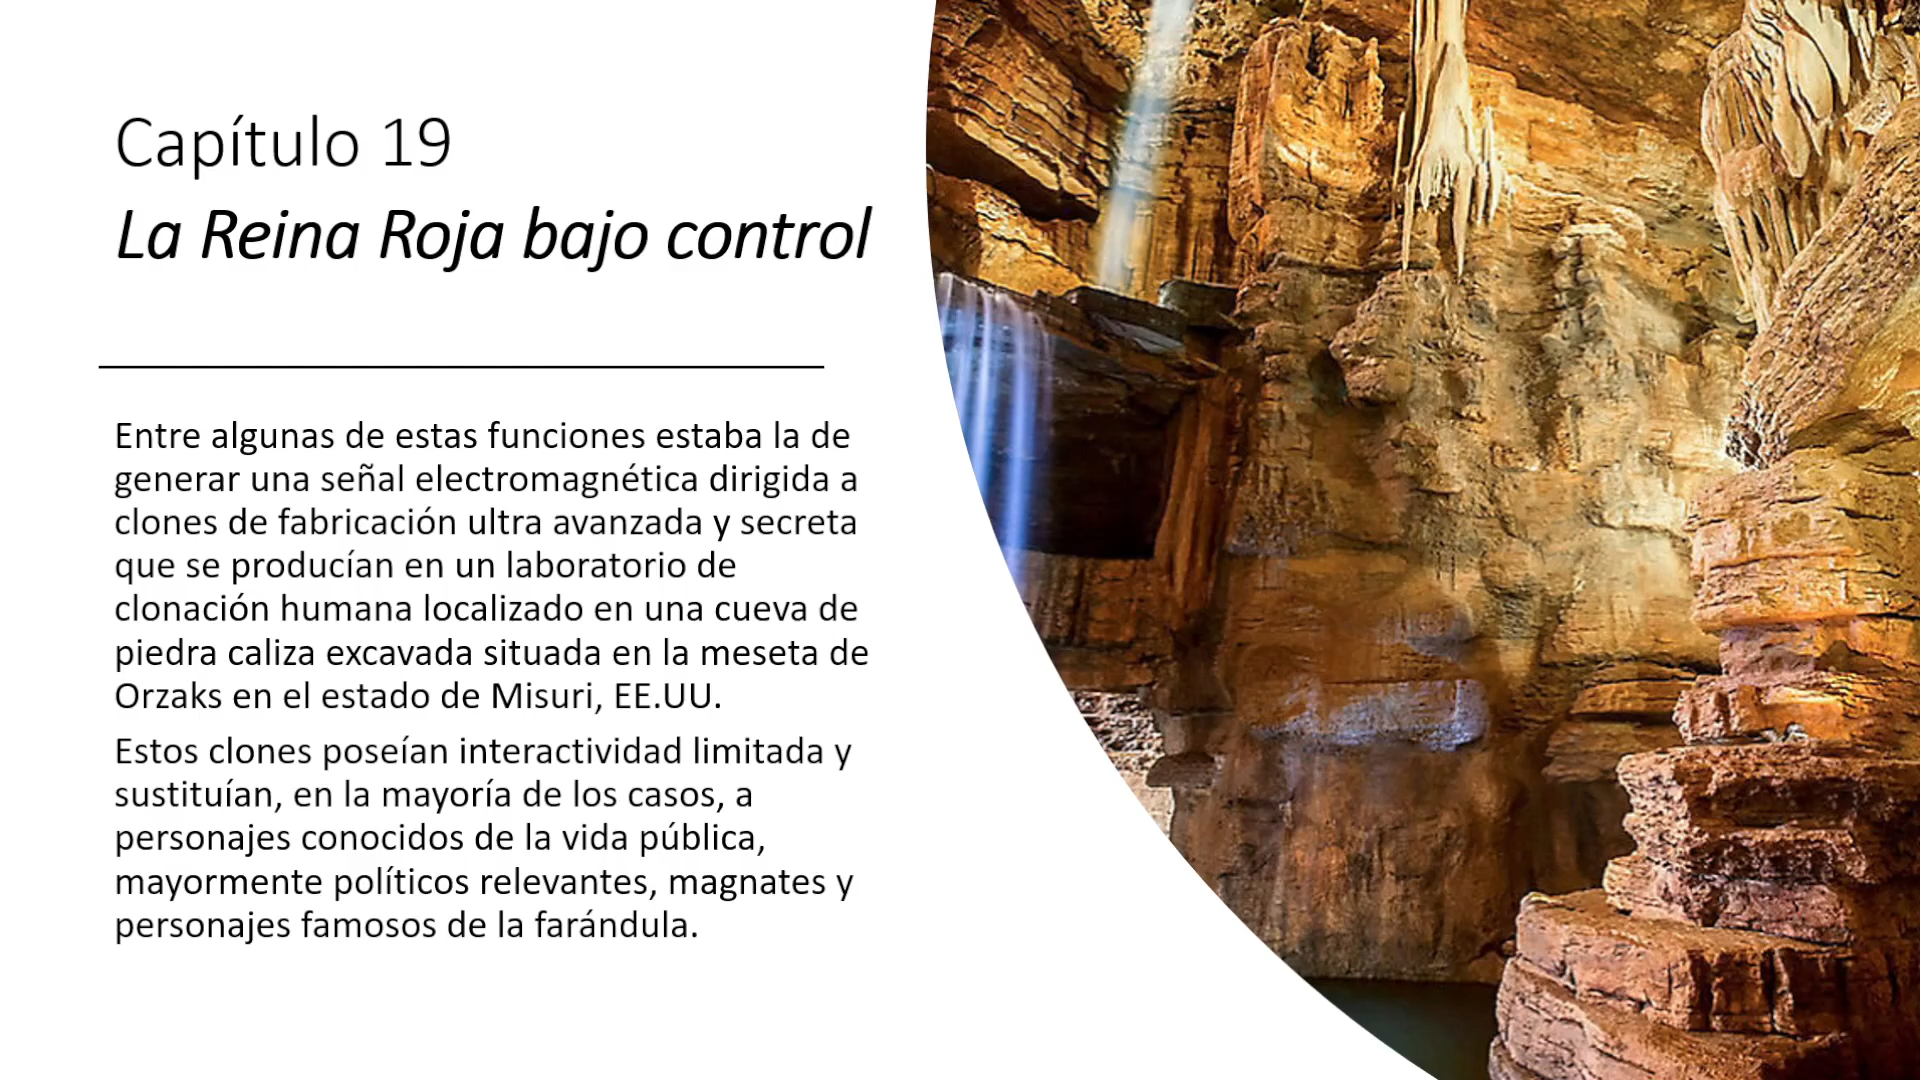 Capítulo 19
La Reina Roja bajo control
Entre algunas de estas funciones estaba la de
generar una señal electromagnética dirigida a
clones de fabricación ultra avanzada y secreta
que se producían en un laboratorio de
clonación humana localizado en una cueva de
piedra caliza excavada situada en la meseta de
Orzaks en el estado de Misuri, EE.UU.
Estos clones poseían interactividad limitada y
sustituían, en la mayoría de los casos, a
personajes conocidos de la vida pública,
mayormente políticos relevantes, magnates y
personajes famosos de la farándula.